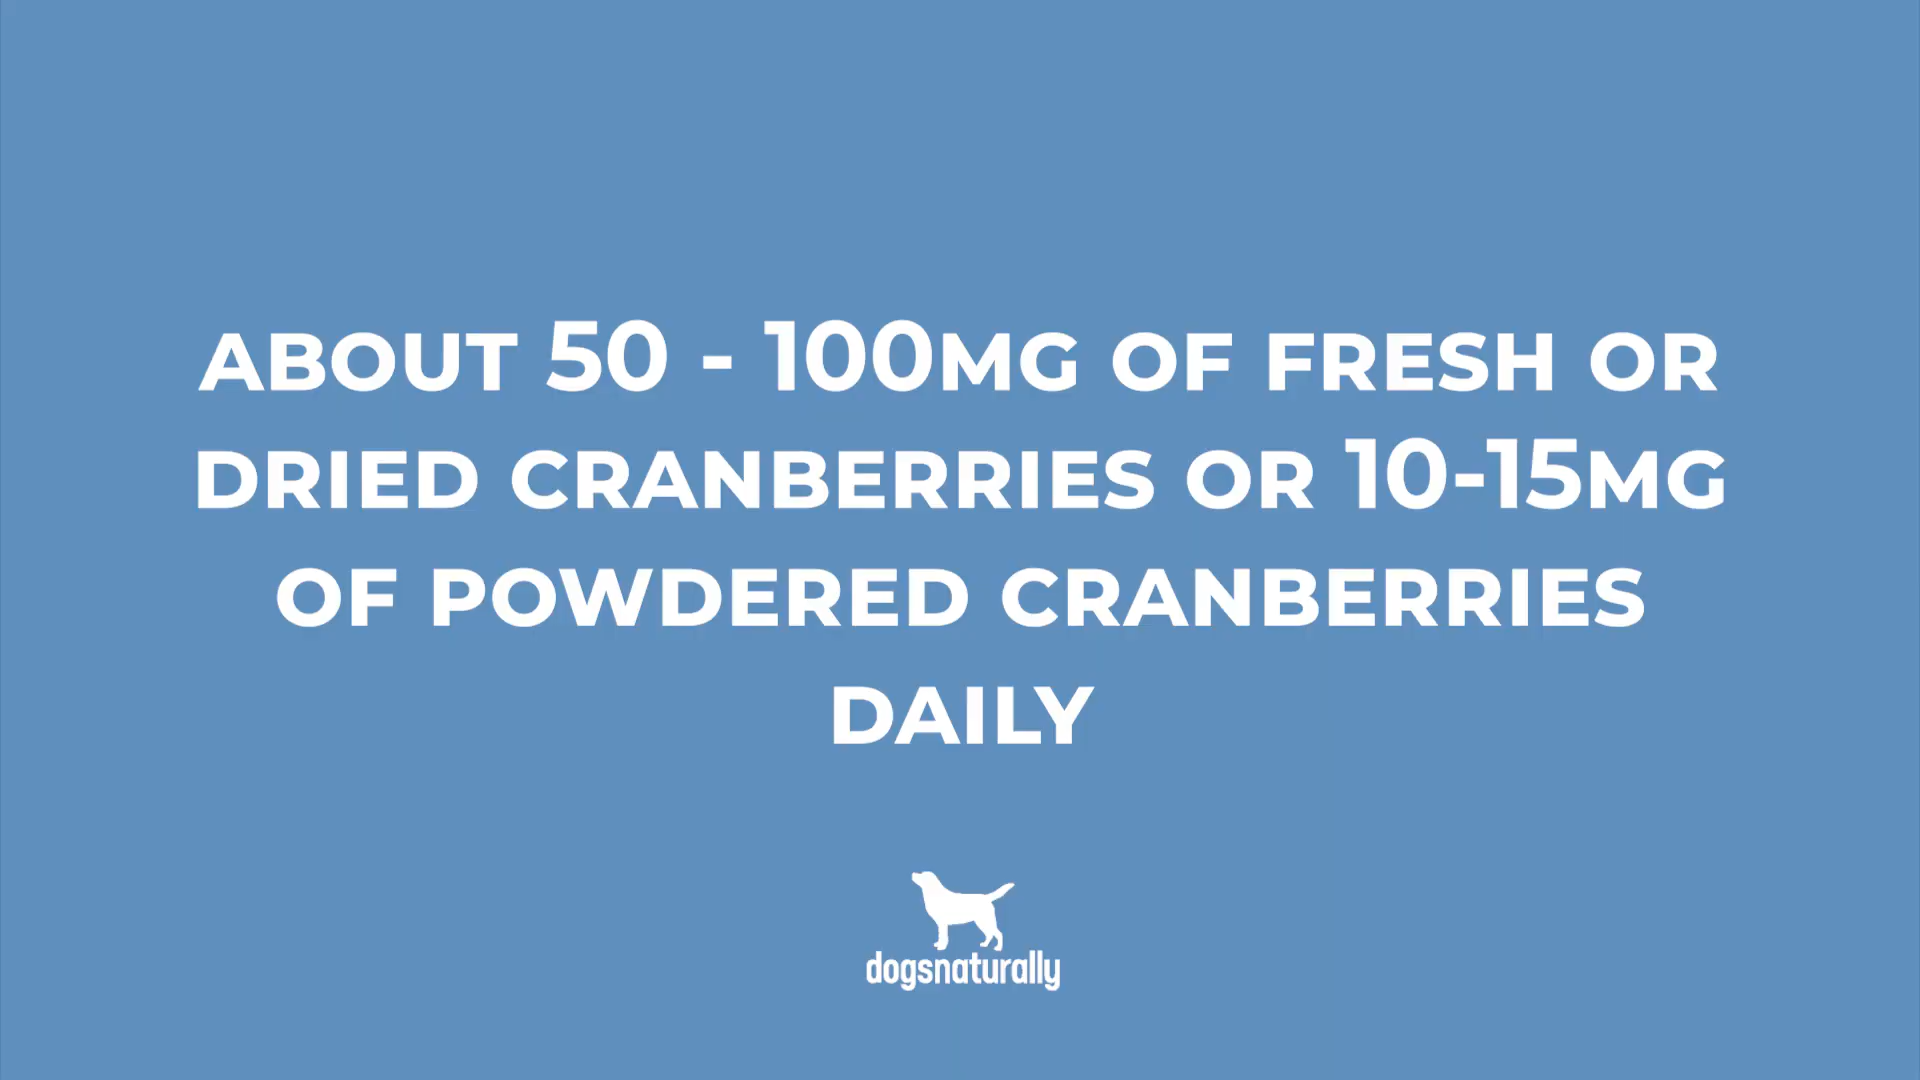 ABOUT 50 - 100MG OF FRESH OR
DRIED CRANBERRIES OR 10-15MG
OF POWDERED CRANBERRIES
DAILY
dogsnaturally